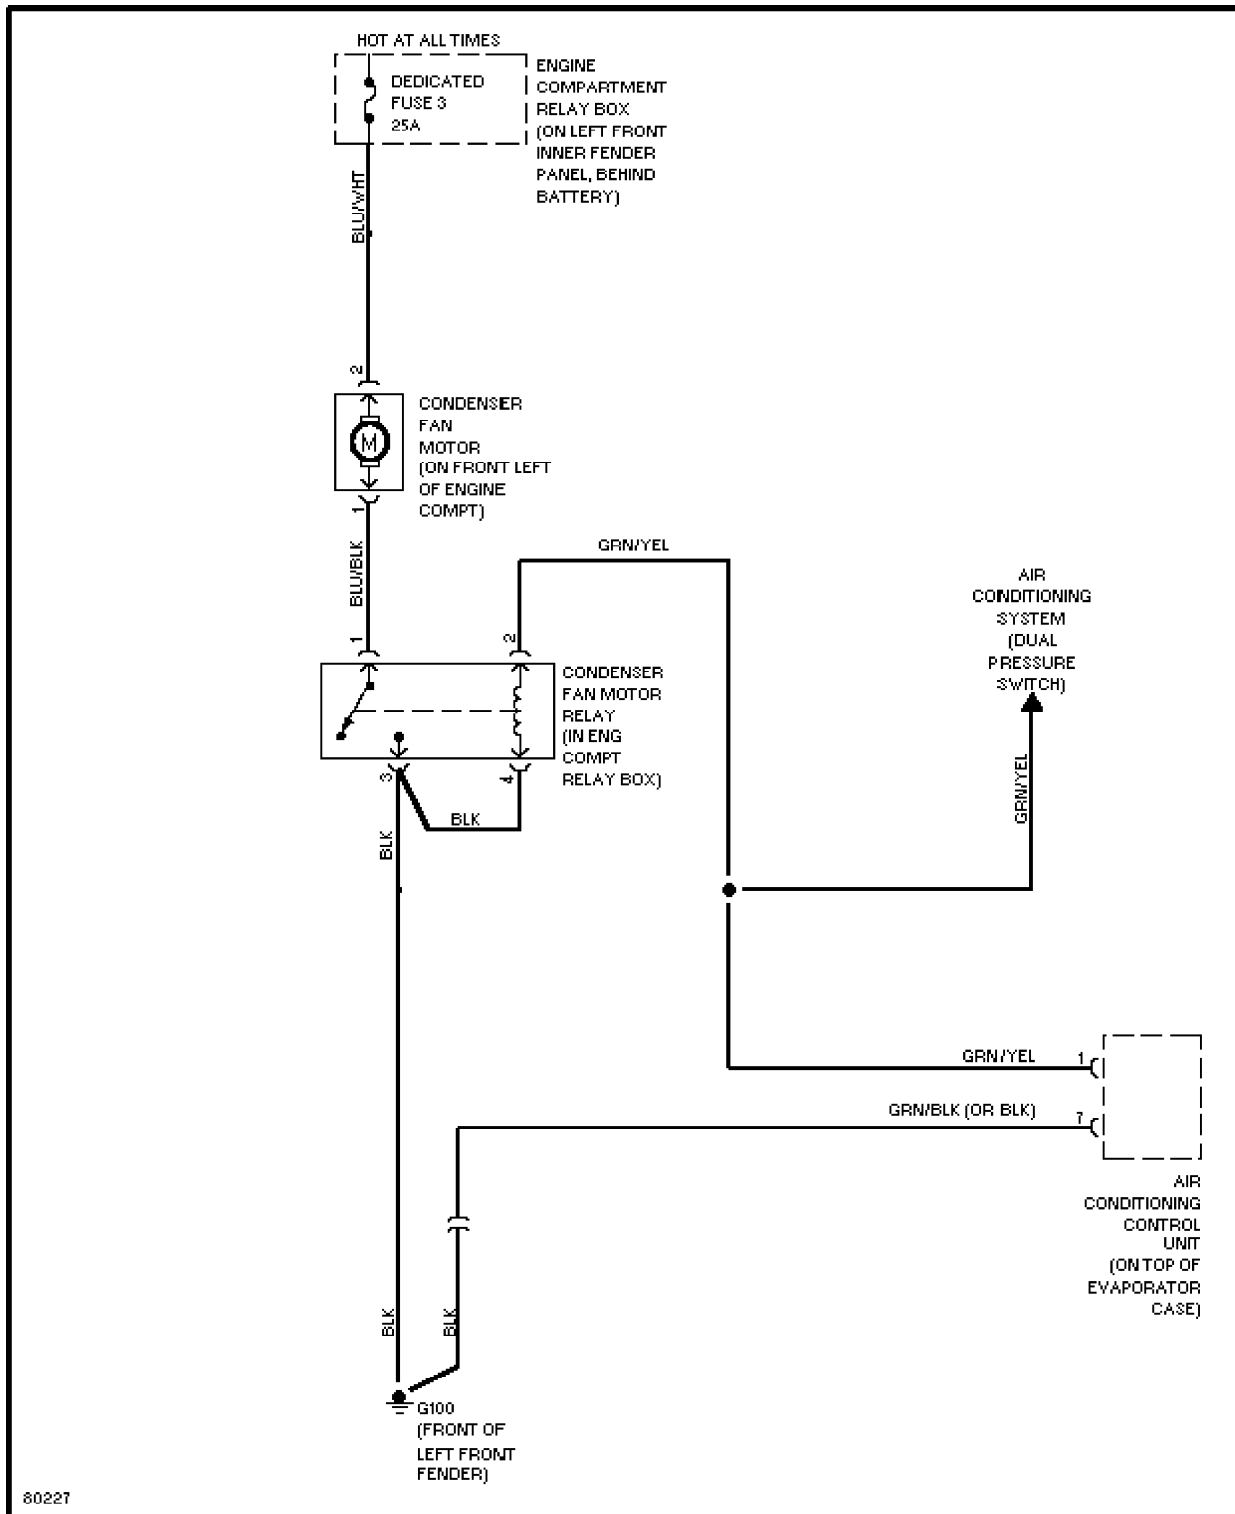 HOT AT ALL TIMES
DEDICATED
FUSE 3
25A
ENGINE
COMPARTMENT
RELAY BOX
(ON LEFT FRONT
INNER FENDER
PANEL, BEHIND
BATTERY)
BLU/WHT
2
CONDENSER
FAN
MOTOR
(ON FRONT LEFT
OF ENGINE
COMPT)
M
1
BLU/BLK
GRN/YEL
1
2
CONDENSER
FAN MOTOR
RELAY
(IN ENG
COMPT
RELAY BOX)
3
4
BLK
BLK
AIR
CONDITIONING
SYSTEM
(DUAL
PRESSURE
SWITCH)
GRN/YEL
GRN/YEL
1
GRN/BLK (OR BLK)
7
AIR
CONDITIONING
CONTROL
UNIT
(ON TOP OF
EVAPORATOR
CASE)
BLK
BLK
G100
(FRONT OF
LEFT FRONT
FENDER)
80227